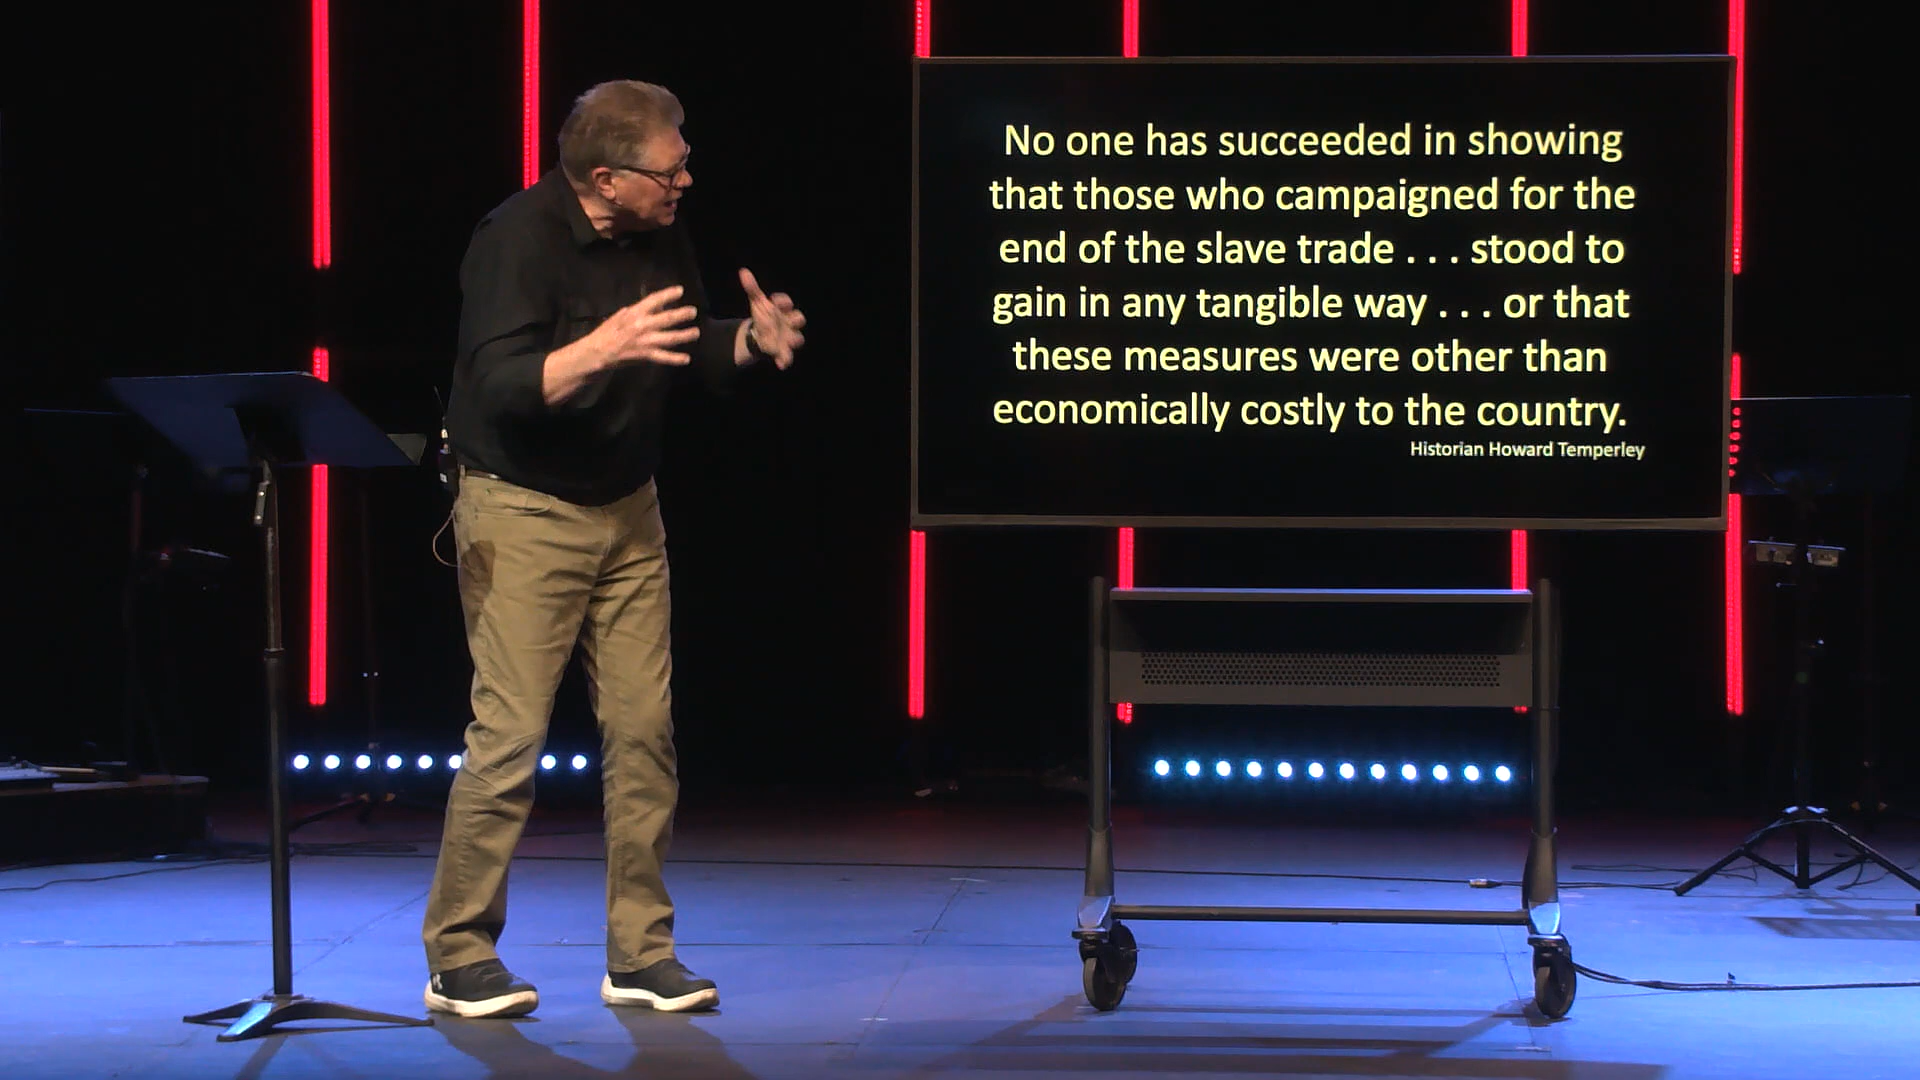 No one has succeeded in showing
that those who campaigned for the
end of the slave trade . . . stood to
gain in any tangible way . . . or that
these measures were other than
economically costly to the country.
Historian Howard Temperley